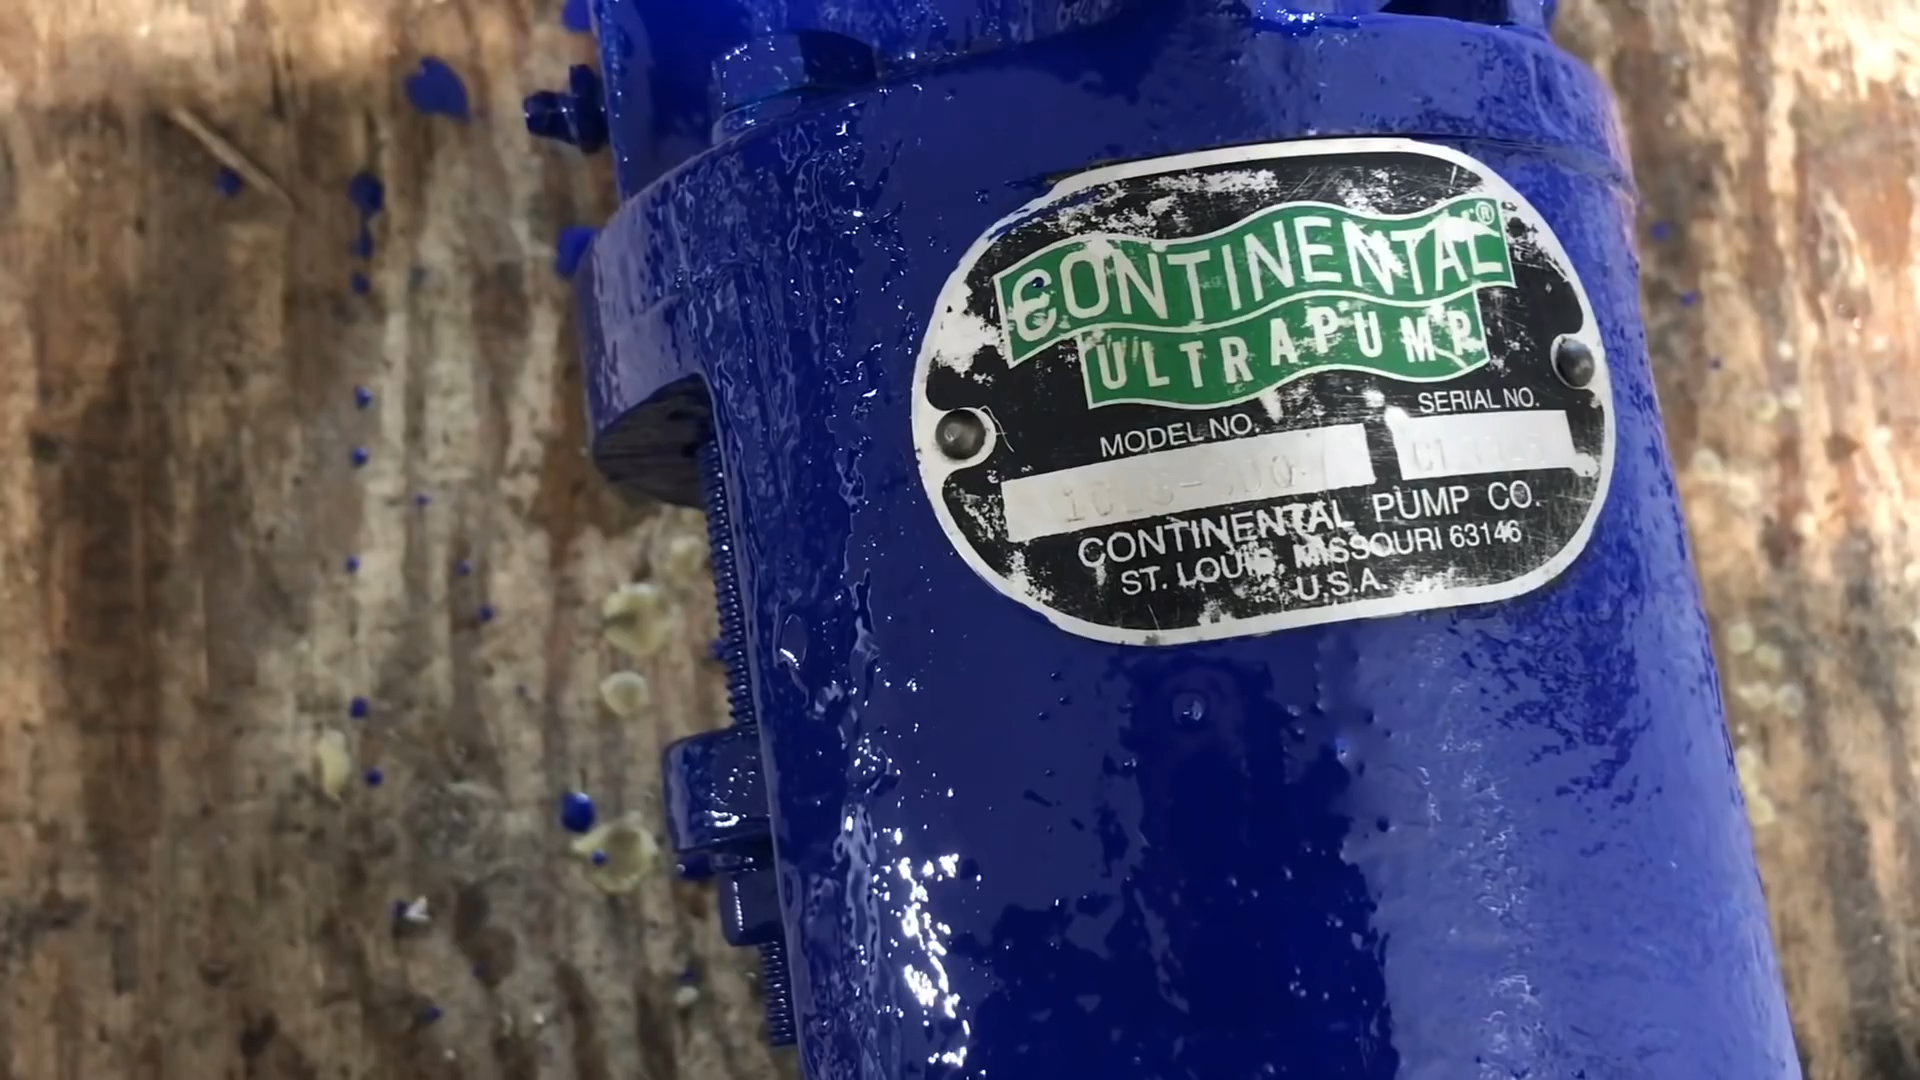 CONTINENTAL®
ULTRAPUMP
MODEL NO. SERIAL NO.
CONTINENTAL PUMP CO.
ST. LOUIS, MISSOURI 63146
U.S.A.